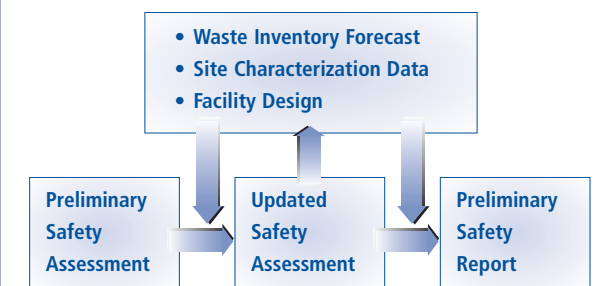 • Waste Inventory Forecast
• Site Characterization Data
• Facility Design
Preliminary
Safety
Assessment
Updated
Safety
Assessment
Preliminary
Safety
Report